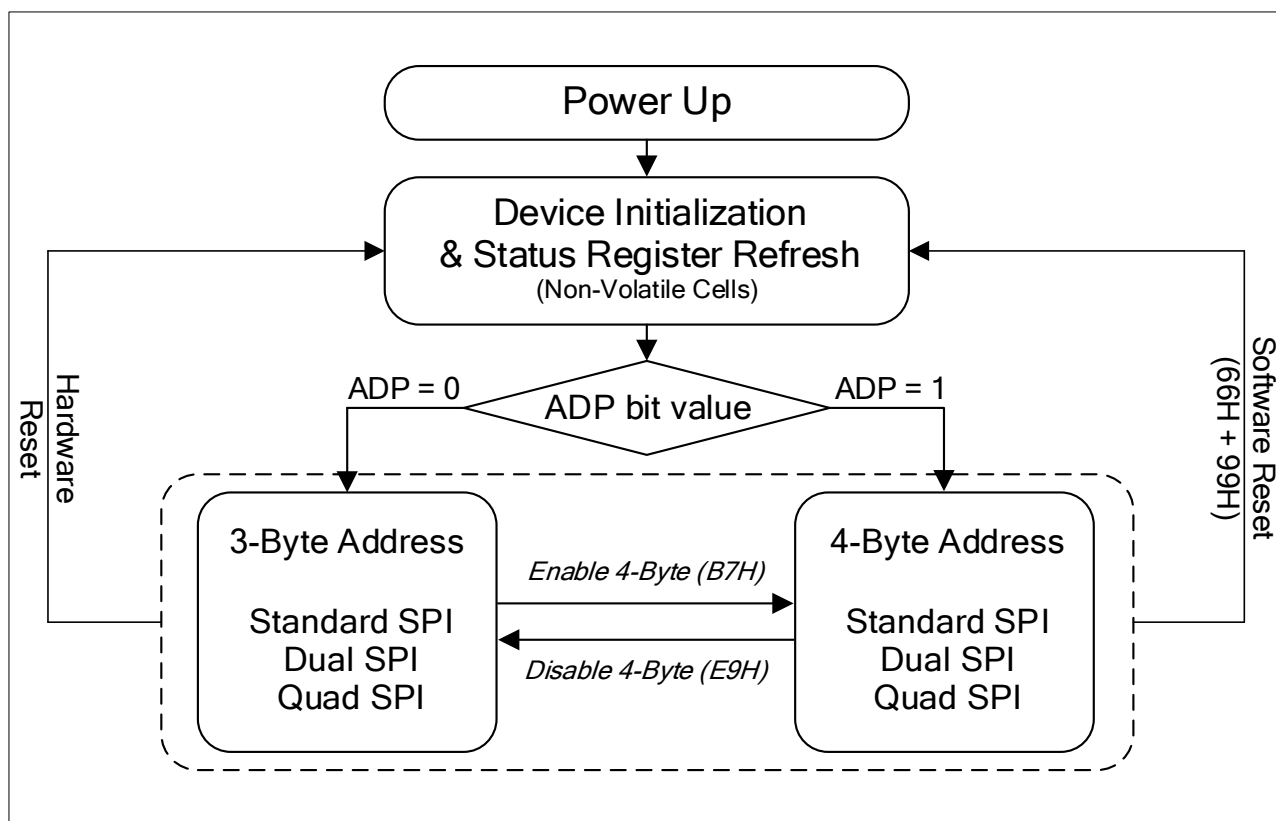 Power Up
Device Initialization
& Status Register Refresh
(Non-Volatile Cells)
ADP = 0
ADP bit value
ADP = 1
Hardware
Reset
Software Reset
(66H + 99H)
3-Byte Address
Standard SPI
Dual SPI
Quad SPI
Enable 4-Byte (B7H)
Disable 4-Byte (E9H)
4-Byte Address
Standard SPI
Dual SPI
Quad SPI